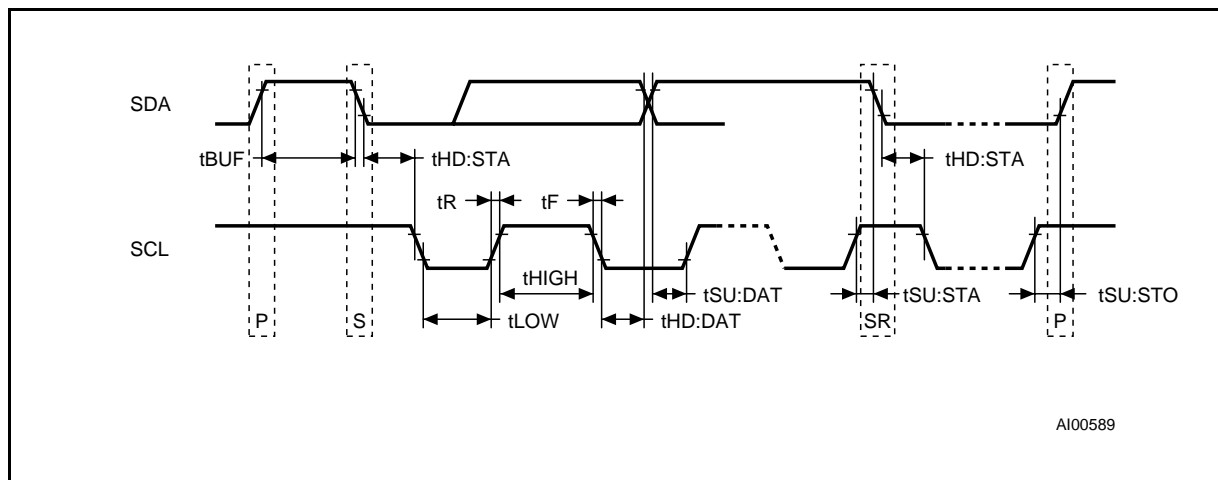 SDA
tBUF
tHD:STA
tHD:STA
tR
tF
SCL
tHIGH
tSU:DAT
tSU:STA
tSU:STO
P
S
tLOW
tHD:DAT
SR
P
AI00589